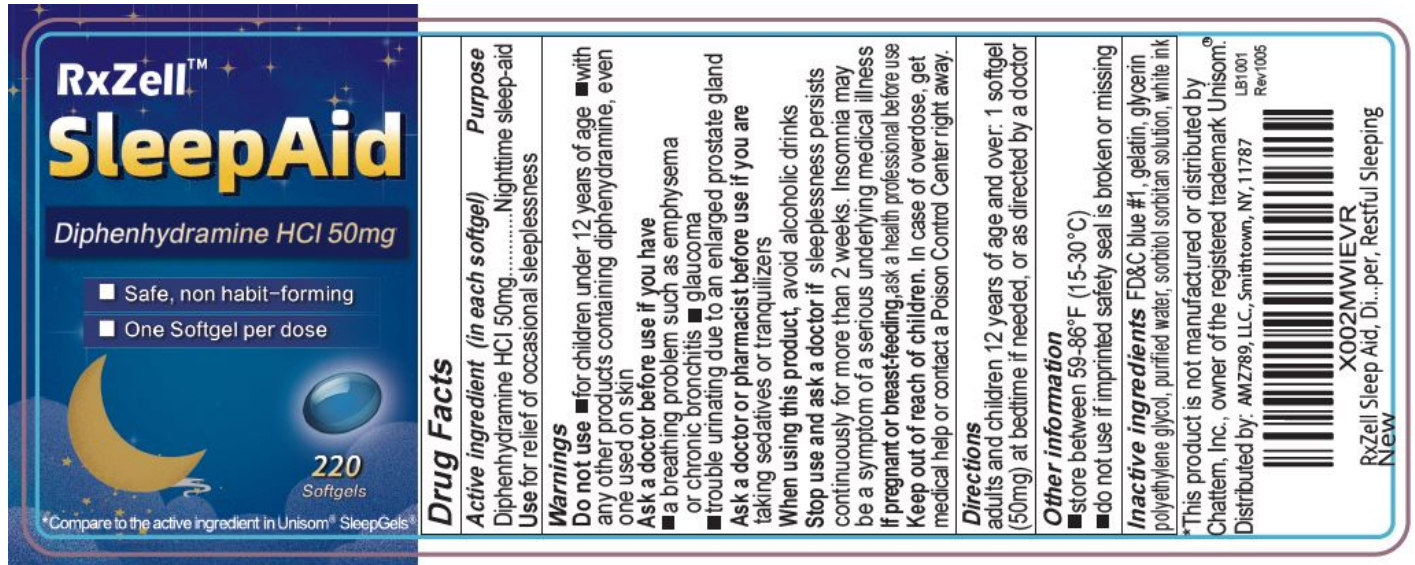 RxZell™
SleepAid
Diphenhydramine HCl 50mg
■ Safe, non habit-forming
■ One Softgel per dose
220
Softgels
*Compare to the active ingredient in Unisom® SleepGels®
Drug Facts
Active ingredient (in each softgel) Purpose
Diphenhydramine HCl 50mg............Nighttime sleep-aid
Use for relief of occasional sleeplessness
Warnings
Do not use ■for children under 12 years of age ■with
any other products containing diphenhydramine, even
one used on skin
Ask a doctor before use if you have
■a breathing problem such as emphysema
or chronic bronchitis ■ glaucoma
■trouble urinating due to an enlarged prostate gland
Ask a doctor or pharmacist before use if you are
taking sedatives or tranquilizers
When using this product, avoid alcoholic drinks
Stop use and ask a doctor if sleeplessness persists
continuously for more than 2 weeks. Insomnia may
be a symptom of a serious underlying medical illness
If pregnant or breast-feeding, ask a health professional before use
Keep out of reach of children. In case of overdose, get
medical help or contact a Poison Control Center right away.
Directions
adults and children 12 years of age and over: 1 softgel
(50mg) at bedtime if needed, or as directed by a doctor
Other information
■store between 59-86°F (15-30°C)
■do not use if imprinted safety seal is broken or missing
Inactive ingredients FD&C blue #1, gelatin, glycerin
polyethylene glycol, purified water, sorbitol sorbitan solution, white ink
*This product is not manufactured or distributed by
Chattem, Inc., owner of the registered trademark Unisom®.
Distributed by: AMZ789, LLC, Smithtown, NY, 11787
LB1001
Rev1005
X002MWIEVR
RxZell Sleep Aid, Di...per, Restful Sleeping
New